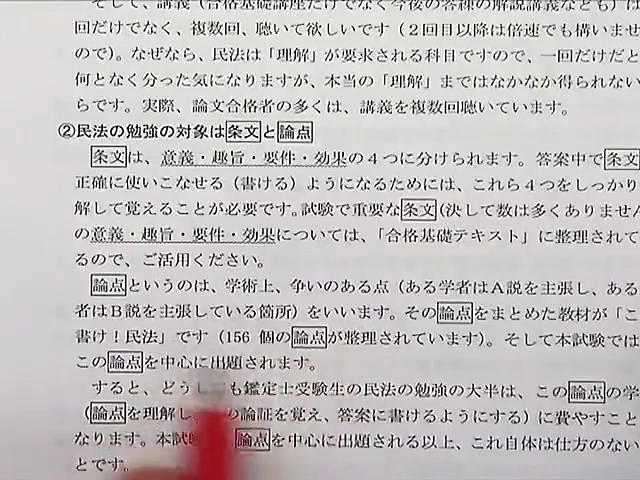 そして、講義(合格基礎講座だけでなく今後の答練の解説講義なども)は
回だけでなく、複数回、聴いて欲しいです(2回目以降は倍速でも構いませ
ので)。なぜなら、民法は「理解」が要求される科目ですので、一回だけだと
何となく分った気になりますが、本当の「理解」まではなかなか得られない
らです。実際、論文合格者の多くは、講義を複数回聴いています。
②民法の勉強の対象は条文と論点
条文は、意義・趣旨・要件・効果の4つに分けられます。答案中で条文
正確に使いこなせる(書ける)ようになるためには、これら4つをしっかり
解して覚えることが必要です。試験で重要な条文(決して数は多くありません
の意義・趣旨・要件・効果については、「合格基礎テキスト」に整理されて
るので、ご活用ください。
論点というのは、学術上、争いのある点(ある学者はA説を主張し、ある
者はB説を主張している箇所)をいいます。その論点をまとめた教材が「こ
書け!民法」です(156 個の論点が整理されています)。そして本試験では
この論点を中心に出題されます。
すると、どうし も鑑定士受験生の民法の勉強の大半は、この論点の学
(論点を理解し の論証を覚え、答案に書けるようにする)に費やすこと
なります。本試 論点を中心に出題される以上、これ自体は仕方のない
とです。